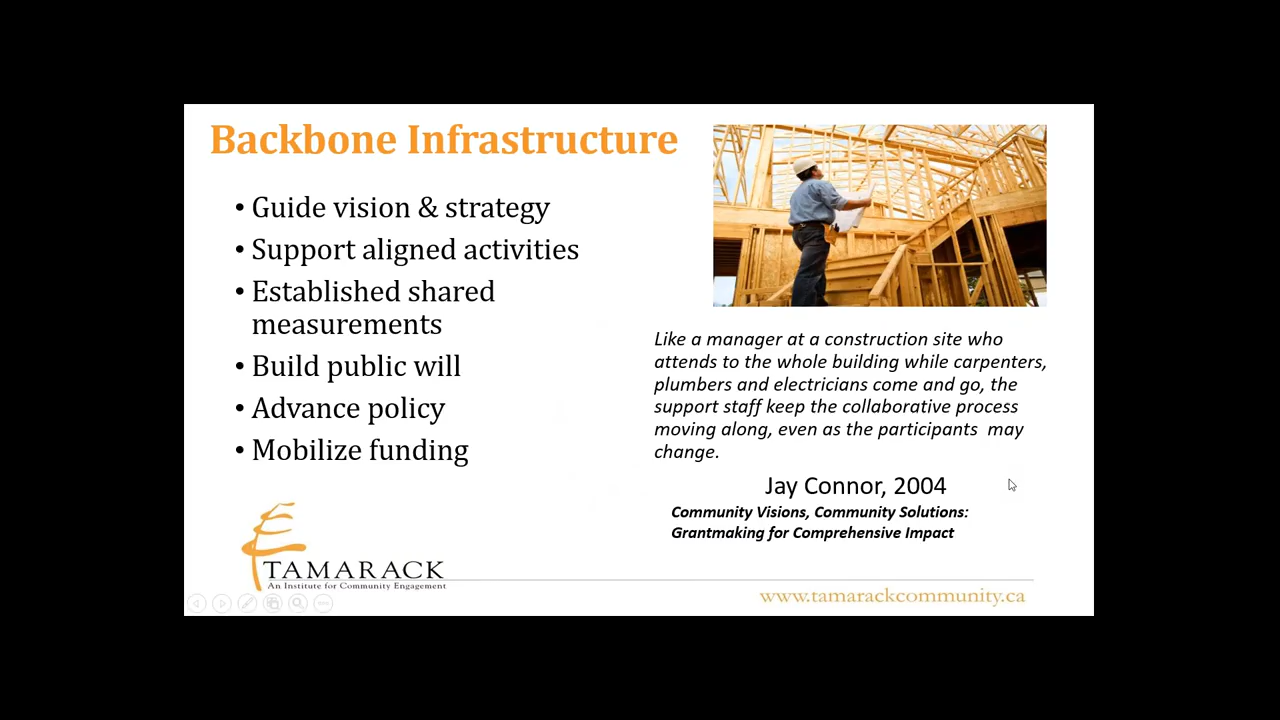 Backbone Infrastructure
• Guide vision & strategy
• Support aligned activities
• Established shared
measurements
• Build public will
• Advance policy
• Mobilize funding
Like a manager at a construction site who
attends to the whole building while carpenters,
plumbers and electricians come and go, the
support staff keep the collaborative process
moving along, even as the participants  may
change.
Jay Connor, 2004
Community Visions, Community Solutions:
Grantmaking for Comprehensive Impact
TAMARACK
An Institute for Community Engagement
www.tamarackcommunity.ca